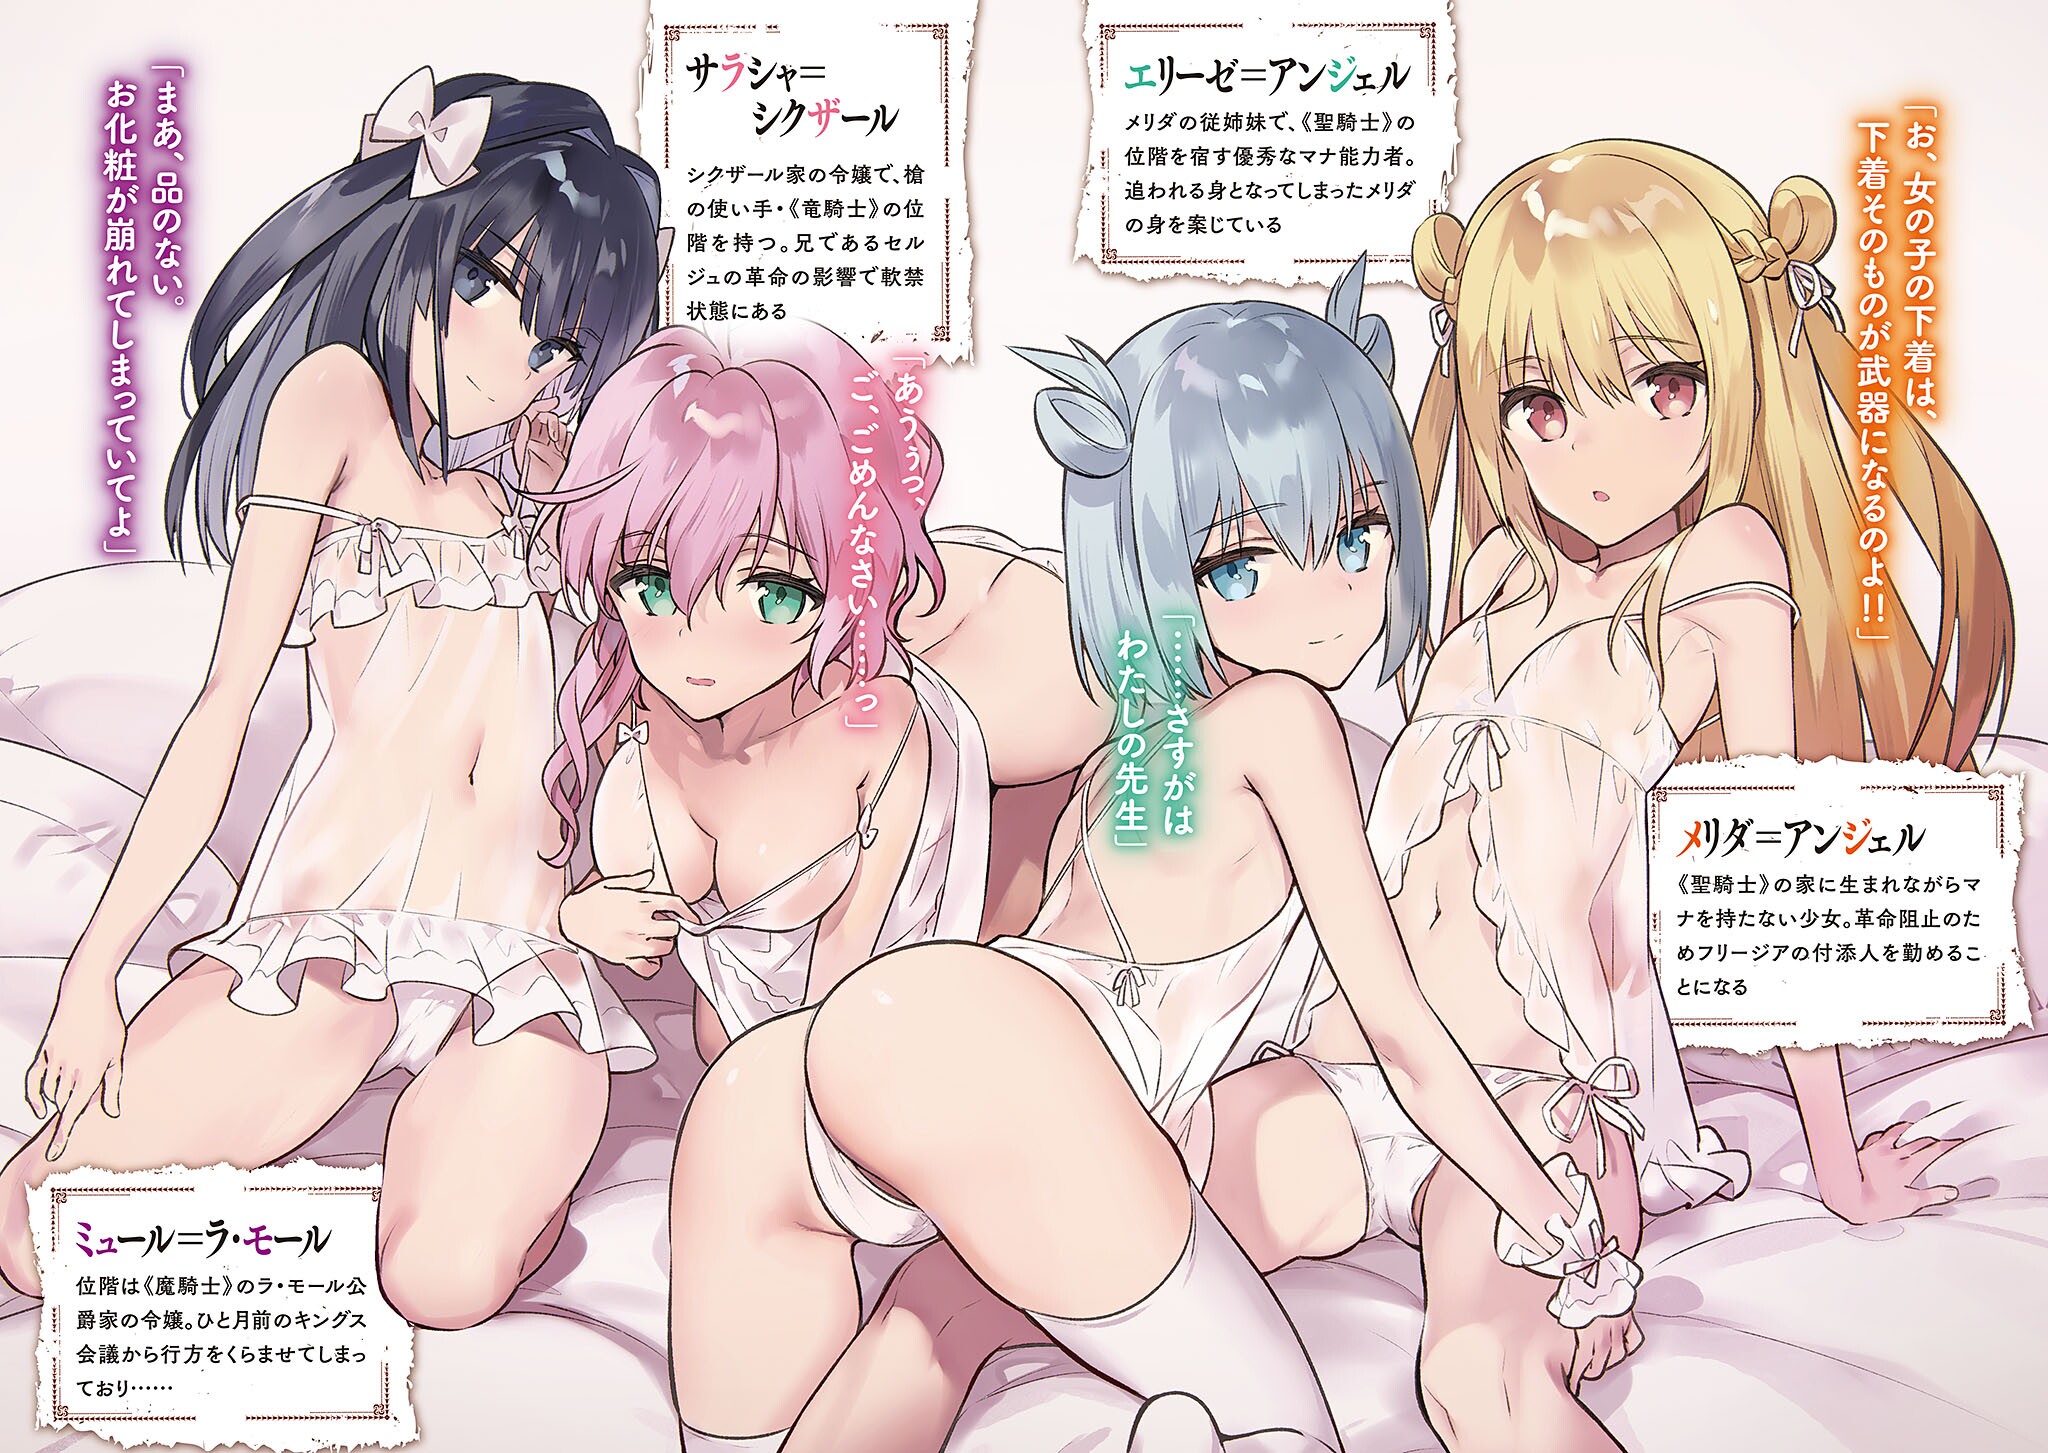 「お、女の子の下着は、
下着そのものが武器になるのよ!!」
メリダ=アンジェル
《聖騎士》の家に生まれながらマ
ナを持たない少女。革命阻止のた
めフリージアの付添人を勤めるこ
とになる
エリーゼ=アンジェル
メリダの従姉妹で、《聖騎士》の
位階を宿す優秀なマナ能力者。
追われる身となってしまったメリダ
の身を案じている
「……さすがは
わたしの先生」
サラシャ=
シクザール
シクザール家の令嬢で、槍
の使い手・《竜騎士》の位
階を持つ。兄であるセル
ジュの革命の影響で軟禁
状態にある
「あうぅっ、
ご、ごめんなさい……っ」
「まあ、品のない。
お化粧が崩れてしまっていてよ」
ミュール=ラ・モール
位階は《魔騎士》のラ・モール公
爵家の令嬢。ひと月前のキングス
会議から行方をくらませてしまっ
ており……